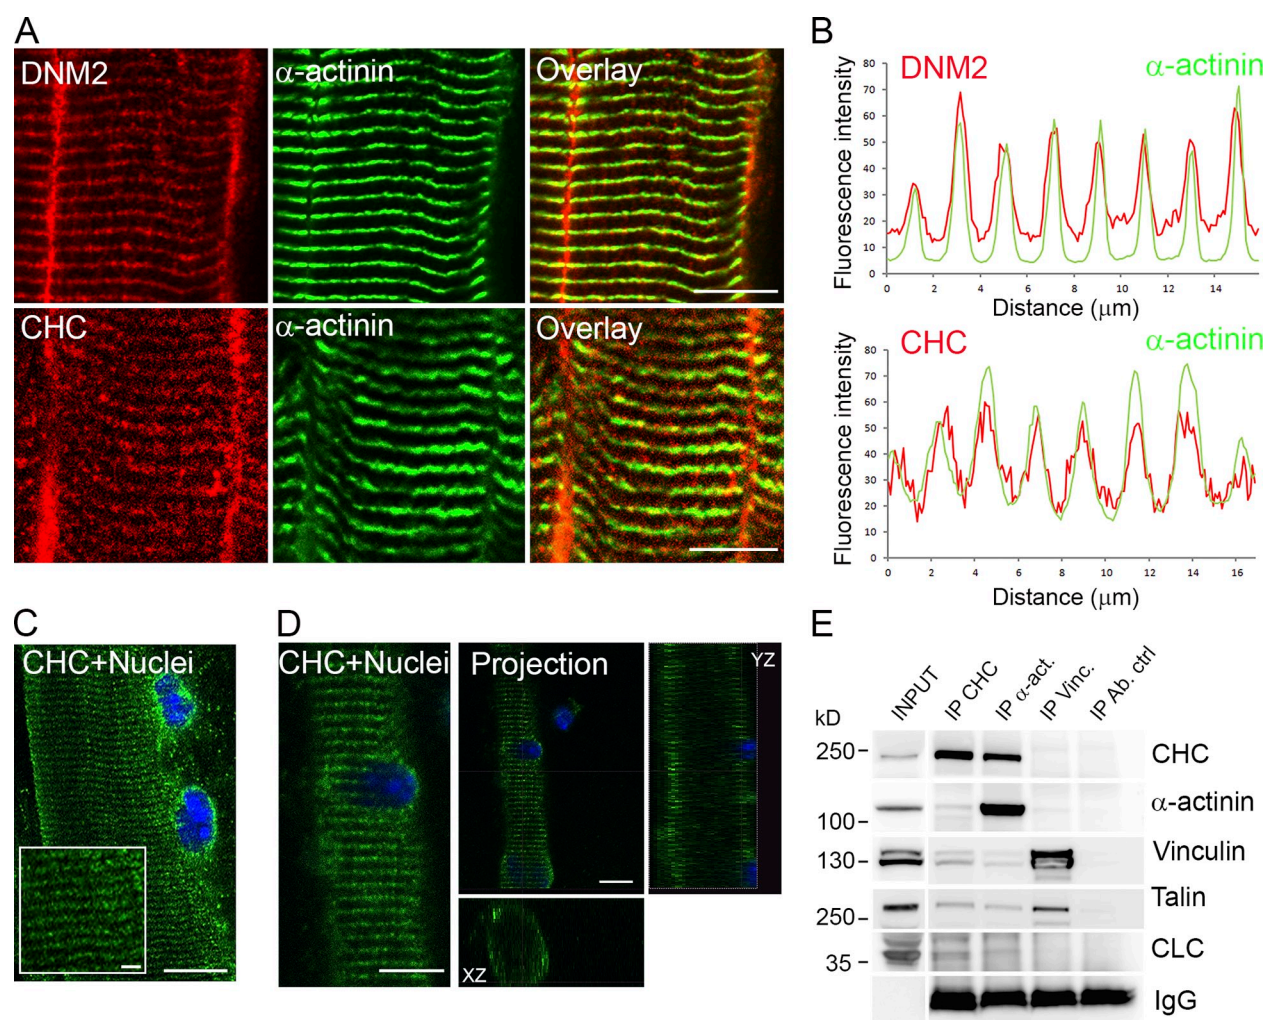 A
DNM2
α-actinin
Overlay
CHC
α-actinin
Overlay
B
DNM2
α-actinin
Fluorescence intensity
80
70
60
50
40
30
20
10
0
0 2 4 6 8 10 12 14
Distance (μm)
CHC
α-actinin
Fluorescence intensity
80
70
60
50
40
30
20
10
0
0 2 4 6 8 10 12 14 16
Distance (μm)
C
CHC+Nuclei
D
CHC+Nuclei
Projection
YZ
XZ
E
INPUT
IP CHC
IP α-act.
IP Vinc.
IP Ab. ctrl
kD
250
CHC
α-actinin
100
Vinculin
130
Talin
250
CLC
35
IgG